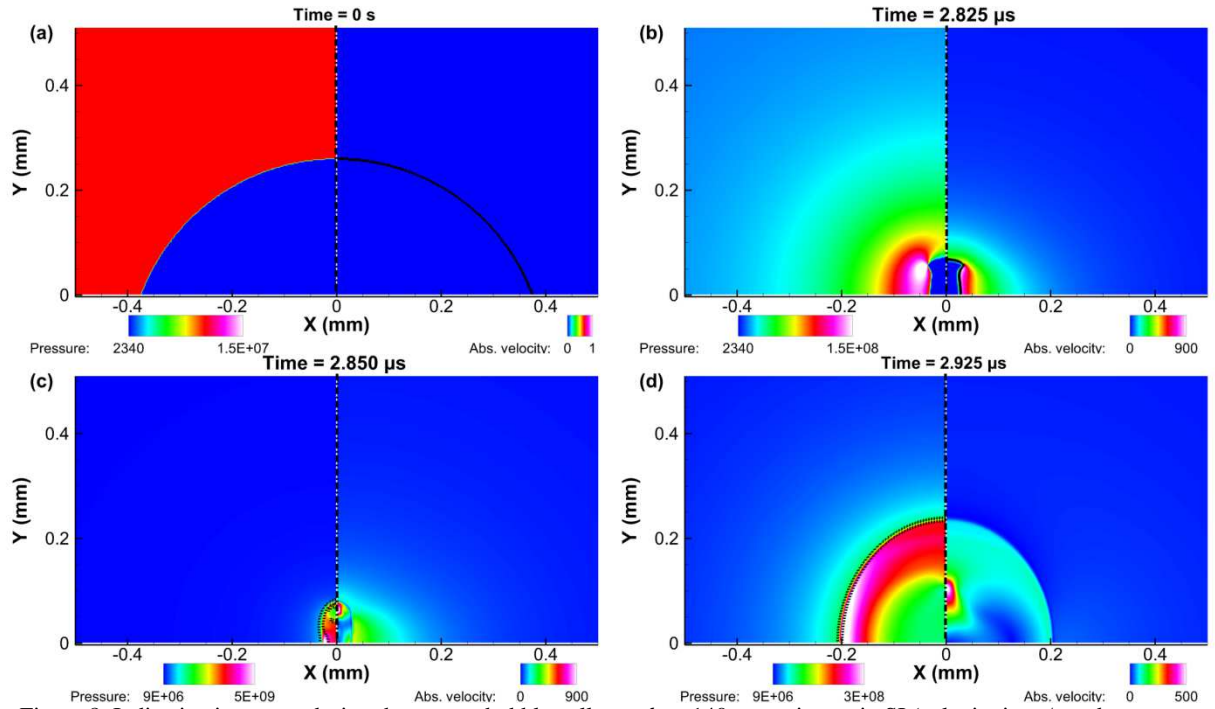 (a)
Time = 0 s
Y (mm)
0.4
0.2
0
-0.4 -0.2 0 0.2 0.4
X (mm)
Pressure: 2340 1.5E+07
Abs. velocity: 0 1
(b)
Time = 2.825 µs
Y (mm)
0.4
0.2
0
-0.4 -0.2 0 0.2 0.4
X (mm)
Pressure: 2340 1.5E+08
Abs. velocity: 0 900
(c)
Time = 2.850 µs
Y (mm)
0.4
0.2
0
-0.4 -0.2 0 0.2 0.4
X (mm)
Pressure: 9E+06 5E+09
Abs. velocity: 0 900
(d)
Time = 2.925 µs
Y (mm)
0.4
0.2
0
-0.4 -0.2 0 0.2 0.4
X (mm)
Pressure: 9E+06 3E+08
Abs. velocity: 0 500